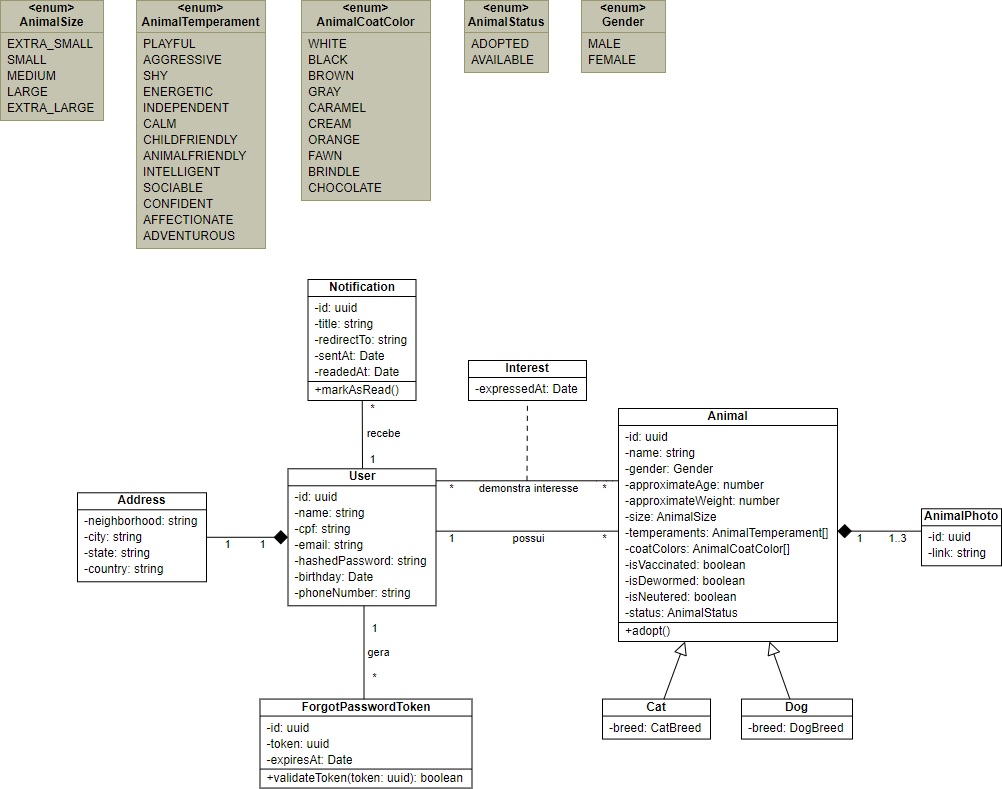 <enum>
AnimalSize
EXTRA_SMALL
SMALL
MEDIUM
LARGE
EXTRA_LARGE
<enum>
AnimalTemperament
PLAYFUL
AGGRESSIVE
SHY
ENERGETIC
INDEPENDENT
CALM
CHILDFRIENDLY
ANIMALFRIENDLY
INTELLIGENT
SOCIABLE
CONFIDENT
AFFECTIONATE
ADVENTUROUS
<enum>
AnimalCoatColor
WHITE
BLACK
BROWN
GRAY
CARAMEL
CREAM
ORANGE
FAWN
BRINDLE
CHOCOLATE
<enum>
AnimalStatus
ADOPTED
AVAILABLE
<enum>
Gender
MALE
FEMALE
Notification
-id: uuid
-title: string
-redirectTo: string
-sentAt: Date
-readedAt: Date
+markAsRead()
*
recebe
1
Interest
-expressedAt: Date
* demonstra interesse *
1 possui *
Address
-neighborhood: string
-city: string
-state: string
-country: string
1 1
User
-id: uuid
-name: string
-cpf: string
-email: string
-hashedPassword: string
-birthday: Date
-phoneNumber: string
1
gera
*
ForgotPasswordToken
-id: uuid
-token: uuid
-expiresAt: Date
+validateToken(token: uuid): boolean
Animal
-id: uuid
-name: string
-gender: Gender
-approximateAge: number
-approximateWeight: number
-size: AnimalSize
-temperaments: AnimalTemperament[]
-coatColors: AnimalCoatColor[]
-isVaccinated: boolean
-isDewormed: boolean
-isNeutered: boolean
-status: AnimalStatus
+adopt()
1 1..3
AnimalPhoto
-id: uuid
-link: string
Cat
-breed: CatBreed
Dog
-breed: DogBreed